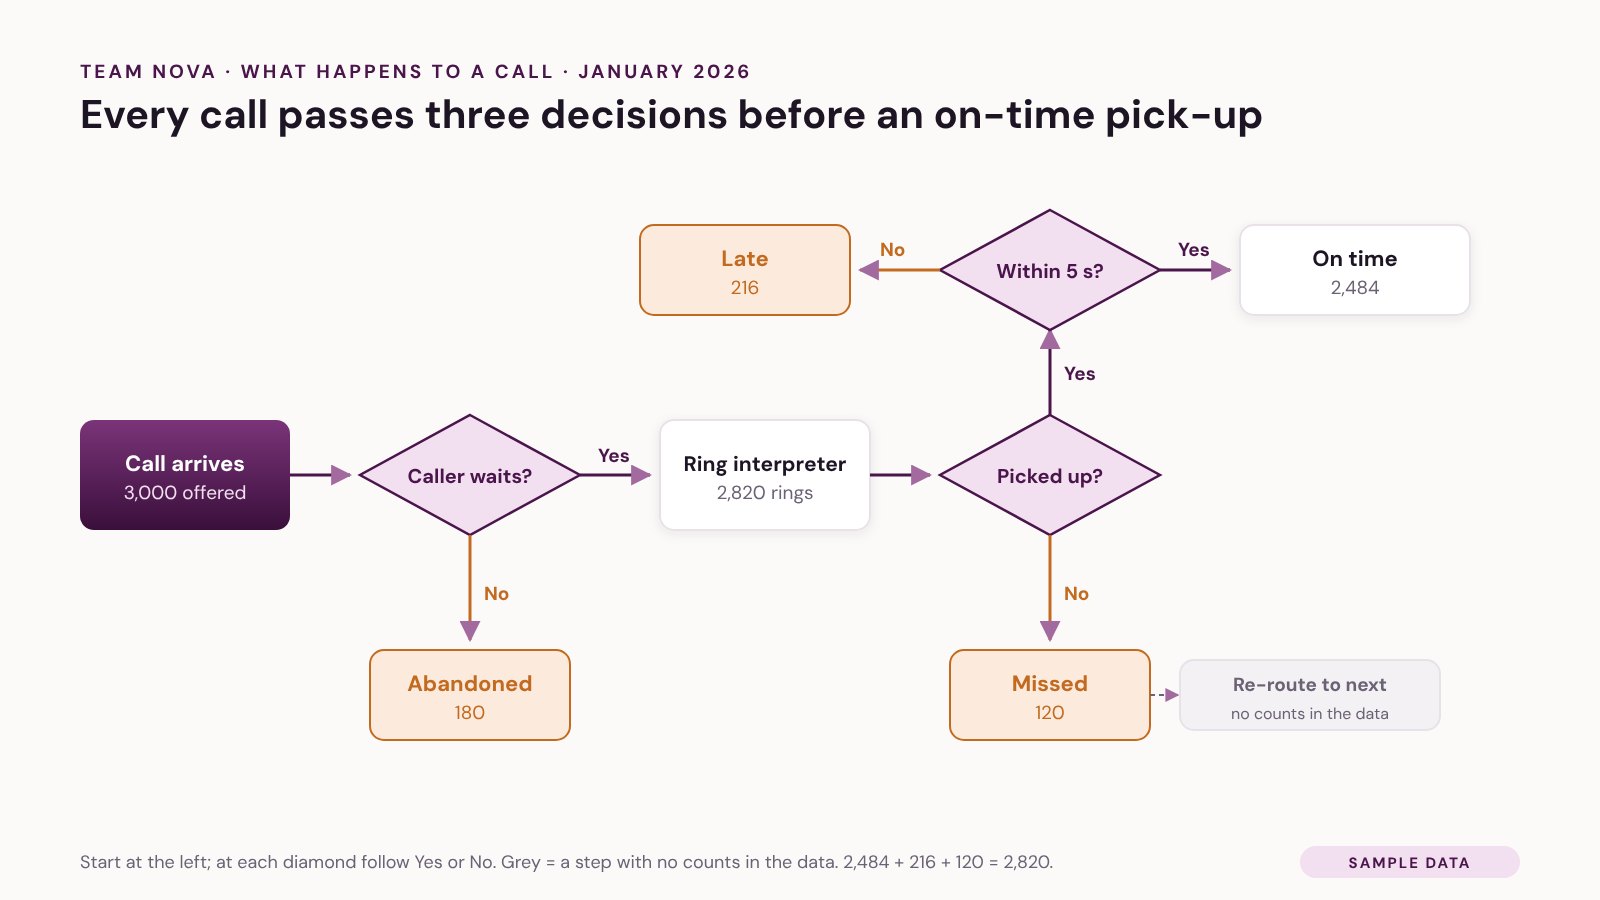 TEAM NOVA · WHAT HAPPENS TO A CALL · JANUARY 2026
Every call passes three decisions before an on-time pick-up
Late
216
No
Within 5 s?
Yes
On time
2,484
Yes
Call arrives
3,000 offered
Caller waits?
Yes
Ring interpreter
2,820 rings
Picked up?
No
No
Abandoned
180
Missed
120
Re-route to next
no counts in the data
Start at the left; at each diamond follow Yes or No. Grey = a step with no counts in the data. 2,484 + 216 + 120 = 2,820.
SAMPLE DATA